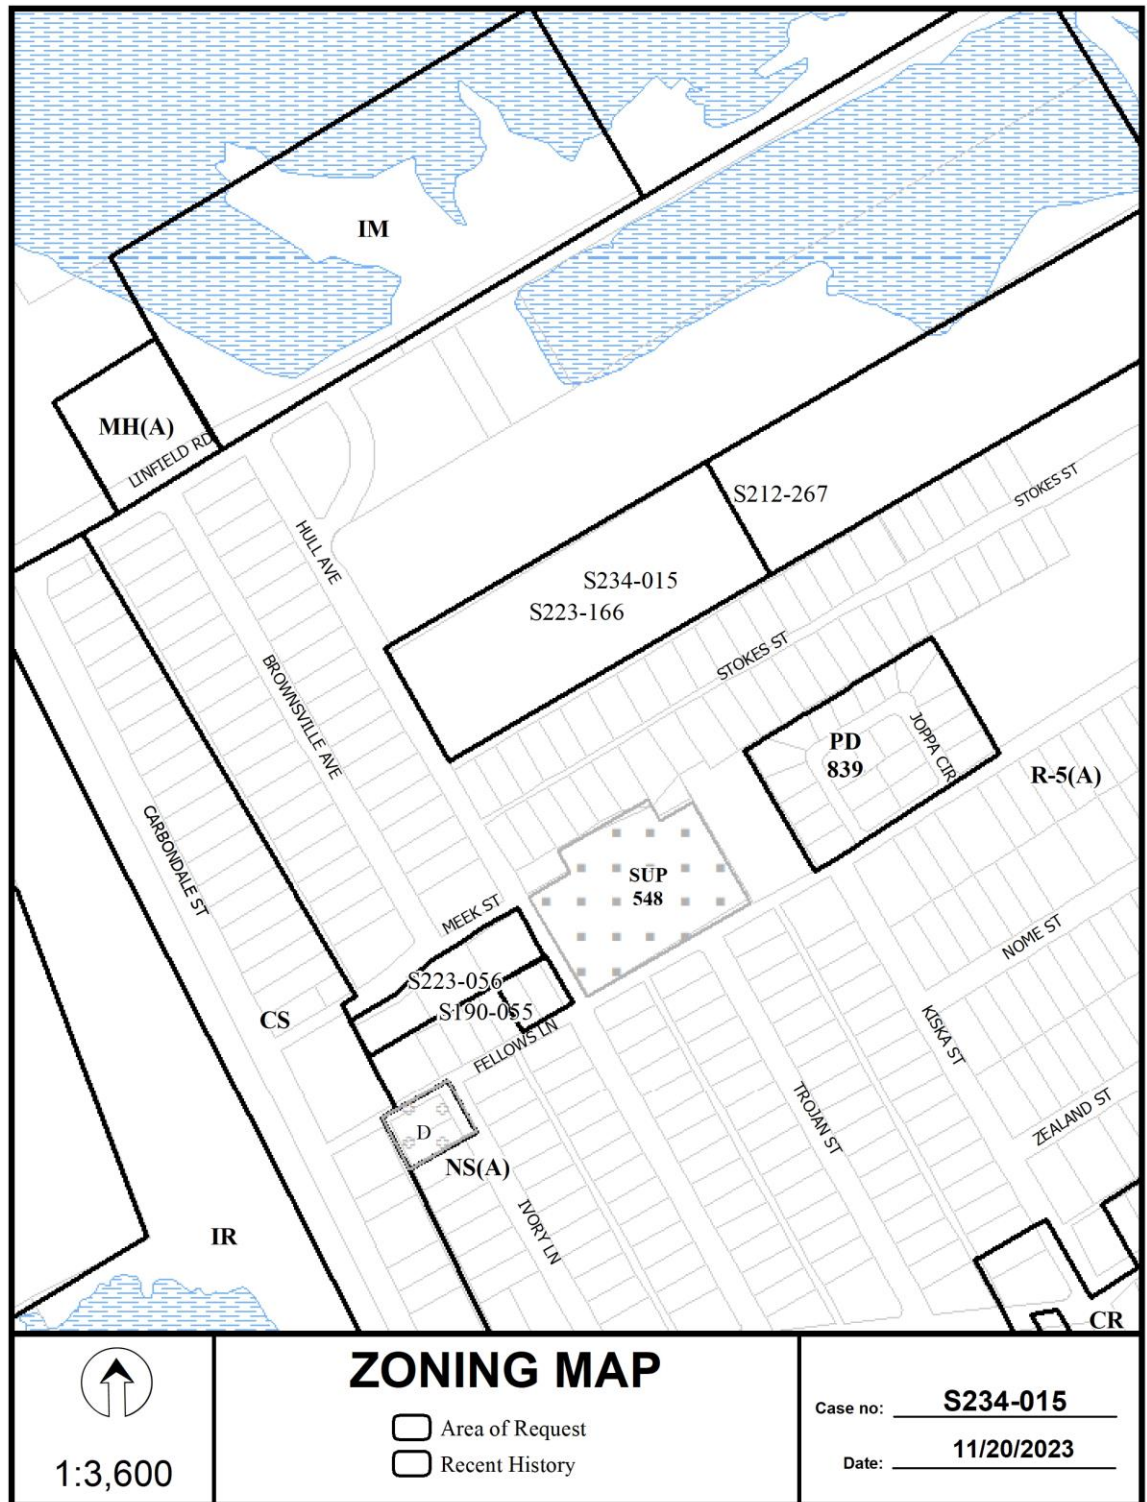 IM
MH(A)
LINFIELD RD
S212-267
STOKES ST
HULL AVE
S234-015
S223-166
STOKES ST
BROWNSVILLE AVE
JOPPA CIR
PD
839
R-5(A)
CARBONDALE ST
SUP
548
MEEK ST
NOME ST
S223-056
S190-055
CS
FELLOWS LN
KISKA ST
TROJAN ST
ZEALAND ST
D
NS(A)
IVORY LN
IR
CR
1:3,600
ZONING MAP
Area of Request
Recent History
Case no: S234-015
Date: 11/20/2023